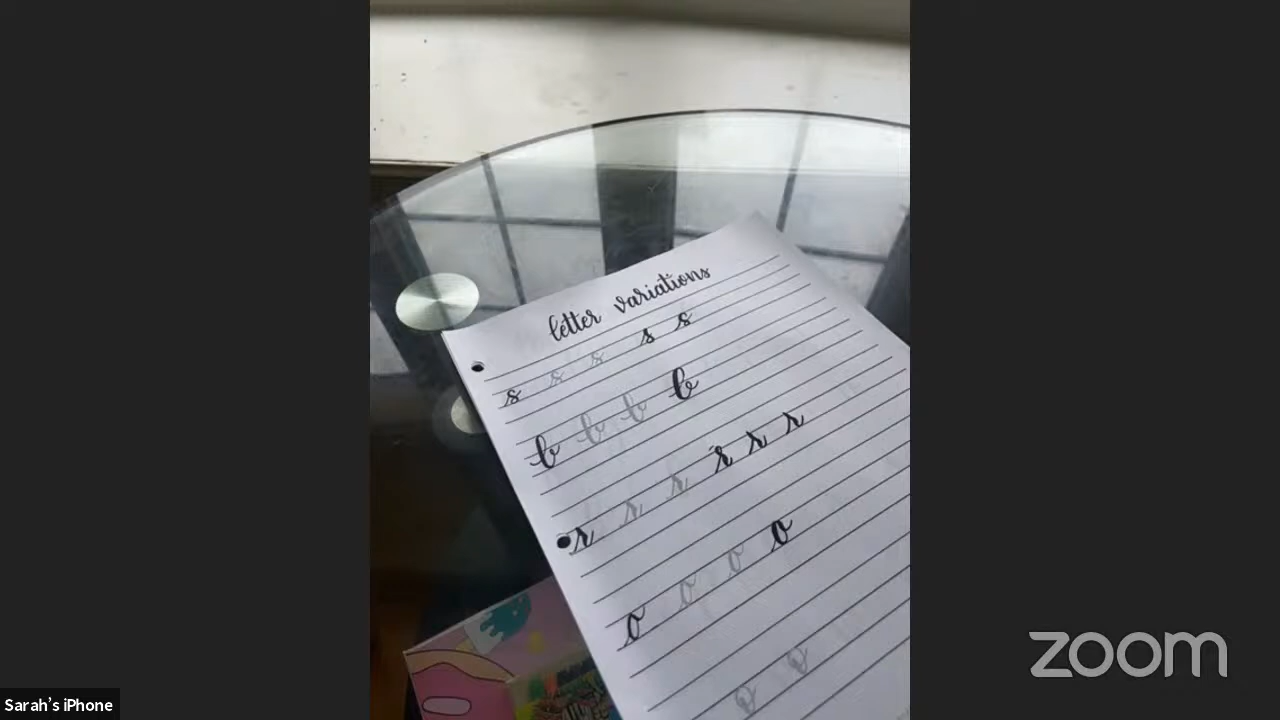 letter variations
s s s s s
b b b b
r r r r r r
o o o o
zoom
Sarah's iPhone